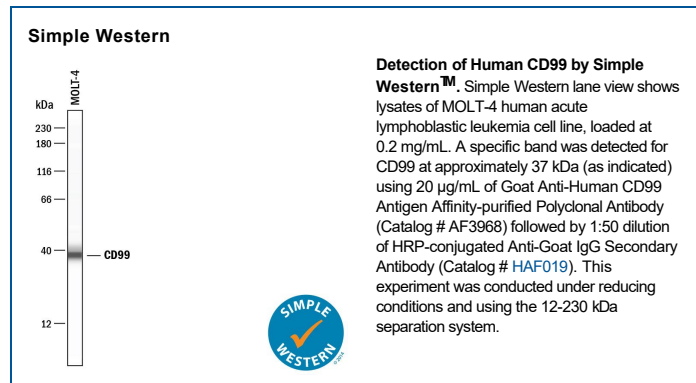 Simple Western
MOLT-4
kDa
230
180
116
66
40
CD99
12
SIMPLE
WESTERN
© 2014
Detection of Human CD99 by Simple
Western™. Simple Western lane view shows
lysates of MOLT-4 human acute
lymphoblastic leukemia cell line, loaded at
0.2 mg/mL. A specific band was detected for
CD99 at approximately 37 kDa (as indicated)
using 20 µg/mL of Goat Anti-Human CD99
Antigen Affinity-purified Polyclonal Antibody
(Catalog # AF3968) followed by 1:50 dilution
of HRP-conjugated Anti-Goat IgG Secondary
Antibody (Catalog # HAF019). This
experiment was conducted under reducing
conditions and using the 12-230 kDa
separation system.